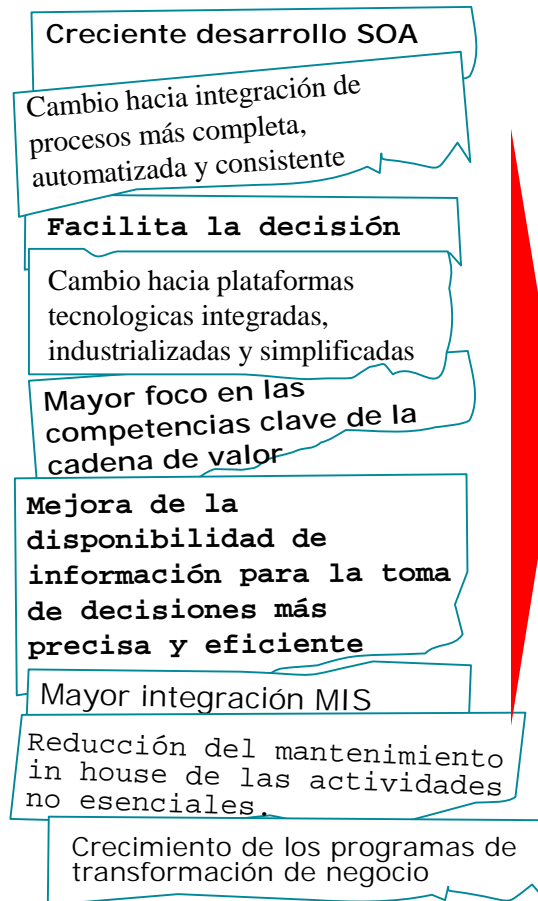 Creciente desarrollo SOA
Cambio hacia integración de
procesos más completa,
automatizada y consistente
Facilita la decisión
Cambio hacia plataformas
tecnologicas integradas,
industrializadas y simplificadas
Mayor foco en las
competencias clave de la
cadena de valor
Mejora de la
disponibilidad de
información para la toma
de decisiones más
precisa y eficiente
Mayor integración MIS
Reducción del mantenimiento
in house de las actividades
no esenciales.
Crecimiento de los programas de
transformación de negocio